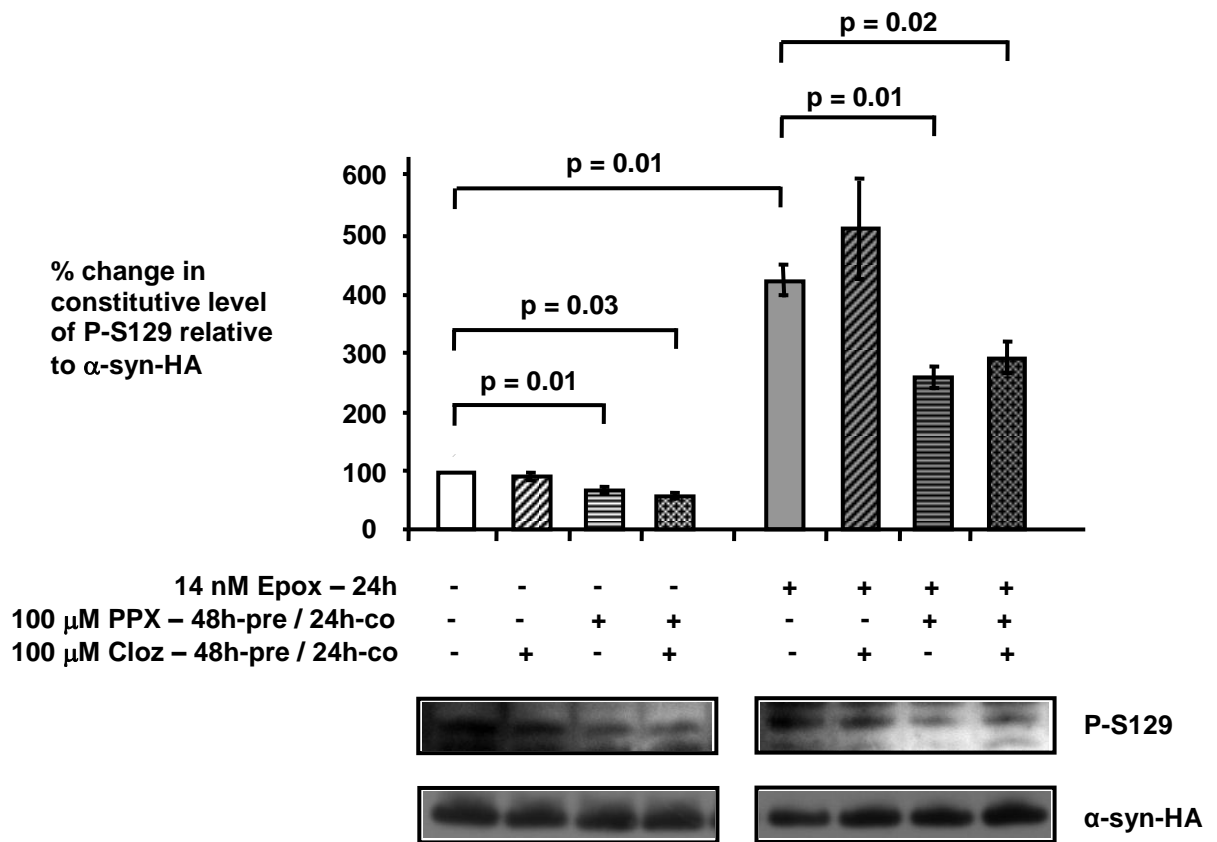 p = 0.02
p = 0.01
p = 0.01
p = 0.03
p = 0.01
% change in
constitutive level
of P-S129 relative
to α-syn-HA
600
500
400
300
200
100
0
14 nM Epox – 24h - - - - + + + +
100 μM PPX – 48h-pre / 24h-co - - + + - - + +
100 μM Cloz – 48h-pre / 24h-co - + - + - + - +
P-S129
α-syn-HA